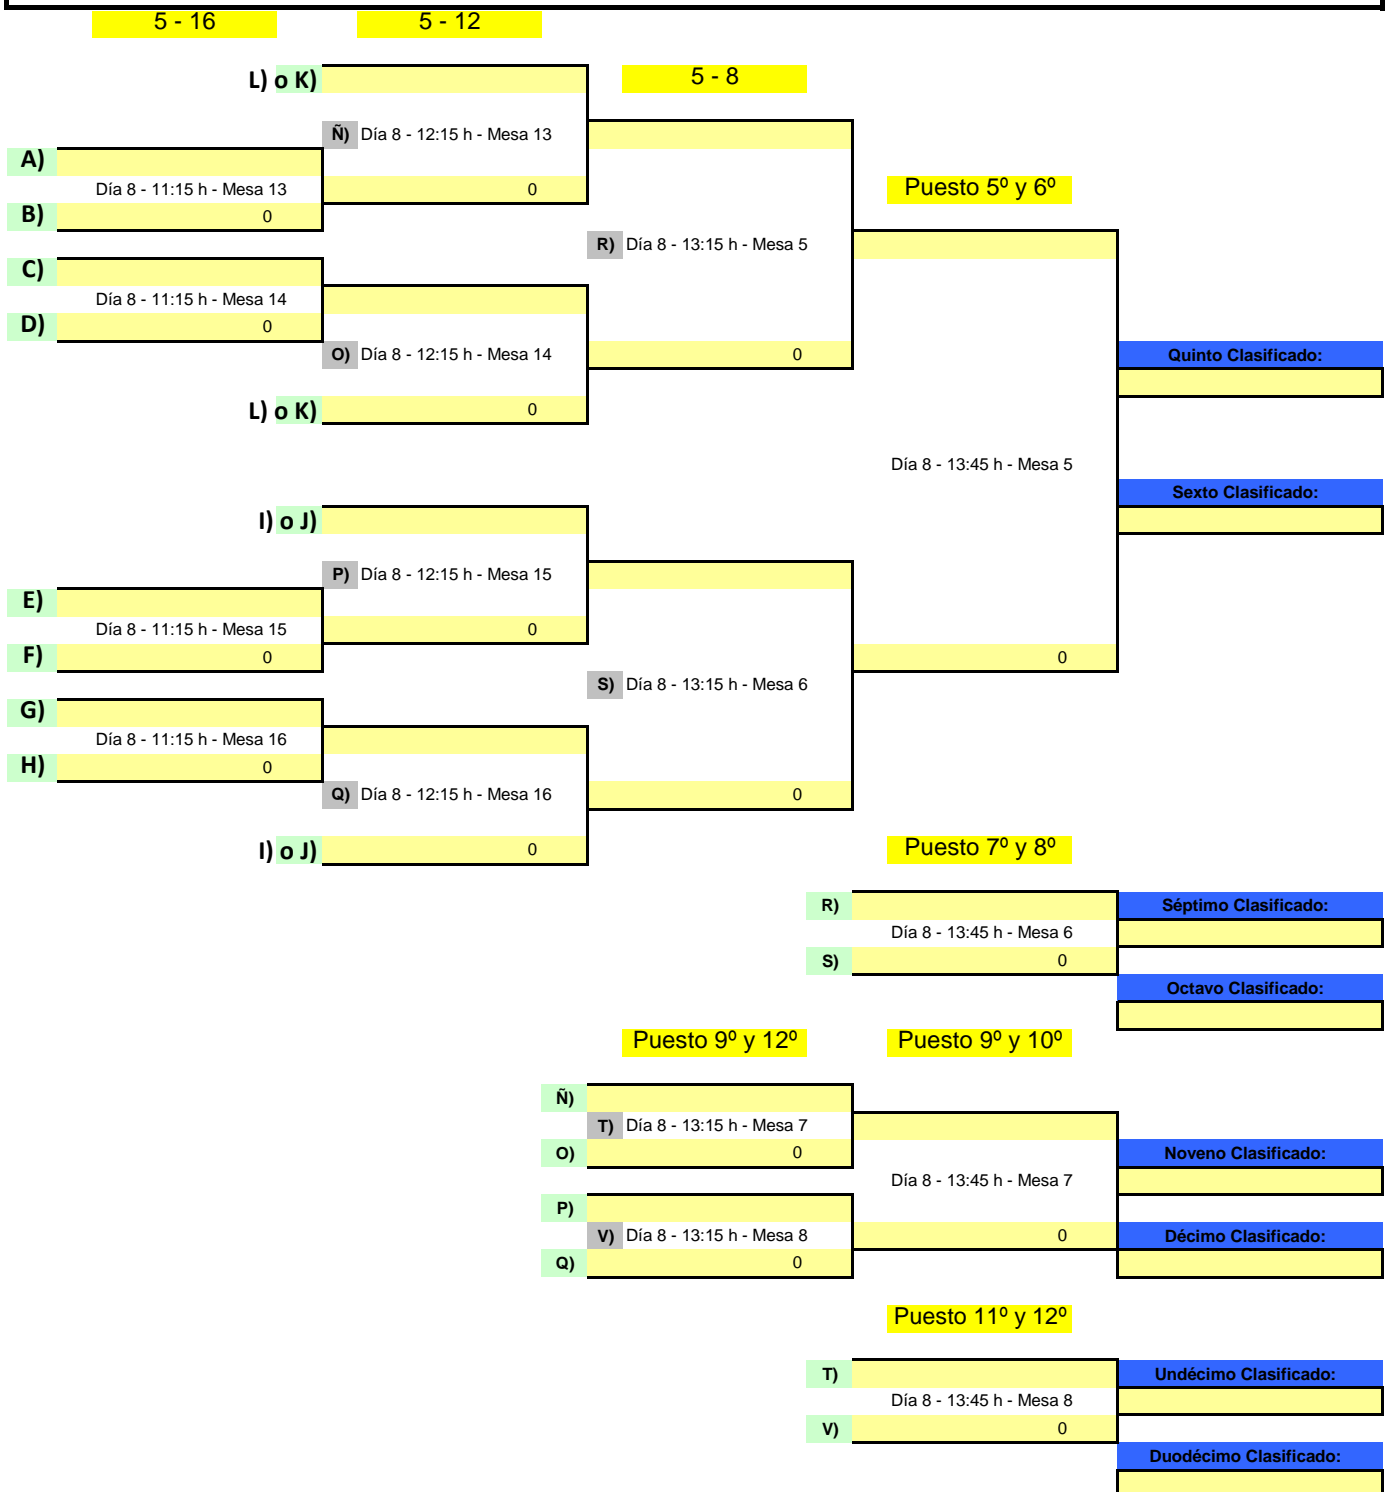 5 - 16
5 - 12
L) o K)
5 - 8
Ñ) Día 8 - 12:15 h - Mesa 13
A)
Día 8 - 11:15 h - Mesa 13
0
Puesto 5º y 6º
B)
0
R) Día 8 - 13:15 h - Mesa 5
C)
Día 8 - 11:15 h - Mesa 14
D)
0
O) Día 8 - 12:15 h - Mesa 14
0
Quinto Clasificado:
L) o K)
0
Día 8 - 13:45 h - Mesa 5
Sexto Clasificado:
I) o J)
P) Día 8 - 12:15 h - Mesa 15
E)
Día 8 - 11:15 h - Mesa 15
0
F)
0
0
S) Día 8 - 13:15 h - Mesa 6
G)
Día 8 - 11:15 h - Mesa 16
H)
0
Q) Día 8 - 12:15 h - Mesa 16
0
I) o J)
0
Puesto 7º y 8º
R)
Séptimo Clasificado:
Día 8 - 13:45 h - Mesa 6
S)
0
Octavo Clasificado:
Puesto 9º y 12º
Puesto 9º y 10º
Ñ)
T) Día 8 - 13:15 h - Mesa 7
O)
0
Noveno Clasificado:
Día 8 - 13:45 h - Mesa 7
P)
V) Día 8 - 13:15 h - Mesa 8
0
Décimo Clasificado:
Q)
0
Puesto 11º y 12º
T)
Undécimo Clasificado:
Día 8 - 13:45 h - Mesa 8
V)
0
Duodécimo Clasificado: